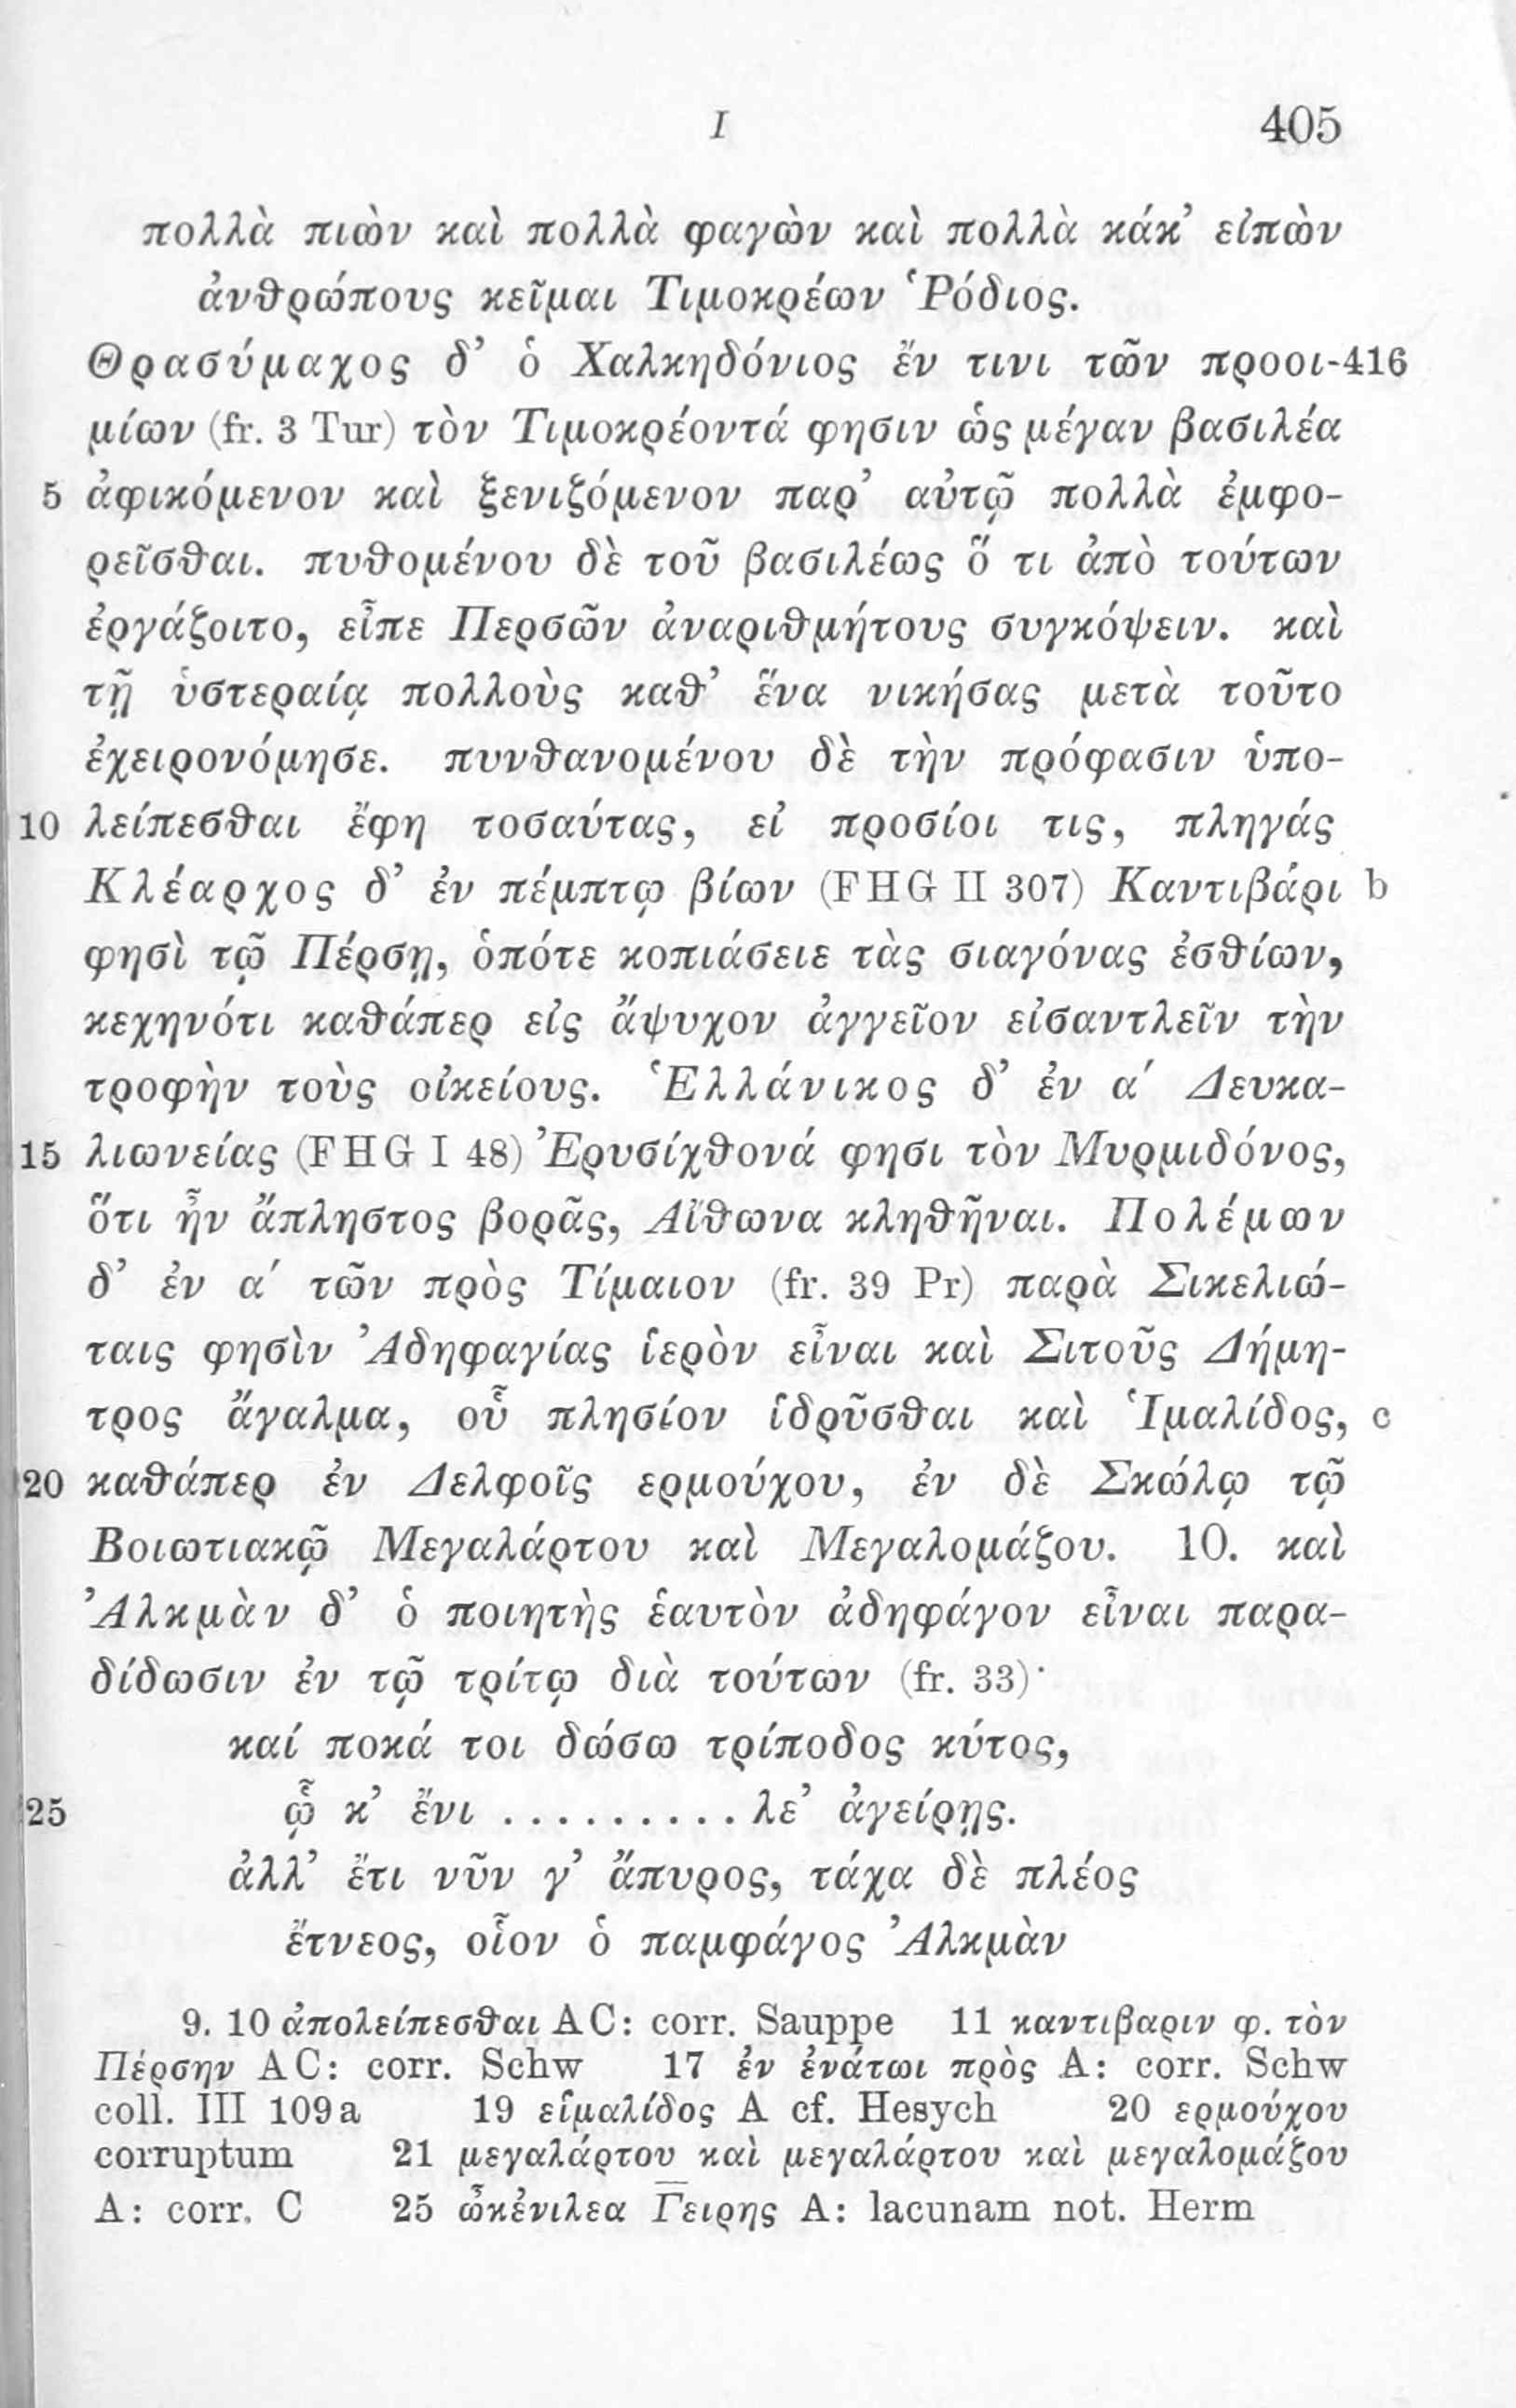 I 405
πολλὰ πιὼν καὶ πολλὰ φαγὼν καὶ πολλὰ κάκ’ εἰπὼν
ἀνθρώπους κεῖμαι Τιμοκρέων Ῥόδιος.
Θρασύμαχος δ’ ὁ Χαλκηδόνιος ἔν τινι τῶν προοι-416
μίων (fr. 3 Tur) τὸν Τιμοκρέοντά φησιν ὡς μέγαν βασιλέα
5 ἀφικόμενον καὶ ξενιζόμενον παρ’ αὐτῷ πολλὰ ἐμφο-
ρεῖσθαι. πυθομένου δὲ τοῦ βασιλέως ὅ τι ἀπὸ τούτων
ἐργάζοιτο, εἶπε Περσῶν ἀναριθμήτους συγκόψειν. καὶ
τῇ ὑστεραίᾳ πολλοὺς καθ’ ἕνα νικήσας μετὰ τοῦτο
ἐχειρονόμησε. πυνθανομένου δὲ τὴν πρόφασιν ὑπο-
10 λείπεσθαι ἔφη τοσαύτας, εἰ προσίοι τις, πληγάς
Κλέαρχος δ’ ἐν πέμπτῳ βίων (FHG II 307) Καντιβάρι b
φησὶ τῷ Πέρσῃ, ὁπότε κοπιάσειε τὰς σιαγόνας ἐσθίων,
κεχηνότι καθάπερ εἰς ἄψυχον ἀγγεῖον εἰσαντλεῖν τὴν
τροφὴν τοὺς οἰκείους. Ἑλλάνικος δ’ ἐν α′ Δευκα-
15 λιωνείας (FHG I 48) Ἐρυσίχθονά φησι τὸν Μυρμιδόνος,
ὅτι ἦν ἄπληστος βορᾶς, Αἴθωνα κληθῆναι. Πολέμων
δ’ ἐν α′ τῶν πρὸς Τίμαιον (fr. 39 Pr) παρὰ Σικελιώ-
ταις φησὶν Ἀδηφαγίας ἱερὸν εἶναι καὶ Σιτοῦς Δήμη-
τρος ἄγαλμα, οὗ πλησίον ἱδρῦσθαι καὶ Ἱμαλίδος, c
20 καθάπερ ἐν Δελφοῖς ερμούχου, ἐν δὲ Σκώλῳ τῷ
Βοιωτιακῷ Μεγαλάρτου καὶ Μεγαλομάζου. 10. καὶ
Ἀλκμὰν δ’ ὁ ποιητὴς ἑαυτὸν ἀδηφάγον εἶναι παρα-
δίδωσιν ἐν τῷ τρίτῳ διὰ τούτων (fr. 33)·
καί ποκά τοι δώσω τρίποδος κύτος,
25 ᾧ κ’ ἔνι ......... λε’ ἀγείρῃς.
ἀλλ’ ἔτι νῦν γ’ ἄπυρος, τάχα δὲ πλέος
ἔτνεος, οἷον ὁ παμφάγος Ἀλκμὰν
9. 10 ἀπολείπεσθαι AC: corr. Sauppe 11 καντιβαριν φ. τὸν
Πέρσην AC: corr. Schw 17 ἐν ἐνάτωι πρὸς A: corr. Schw
coll. III 109a 19 εἱμαλίδος A cf. Hesych 20 ερμούχου
corruptum 21 μεγαλάρτου καὶ μεγαλάρτου καὶ μεγαλομάζου
A: corr. C 25 ὧκἐνιλεα Γ̅ειρης A: lacunam not. Herm